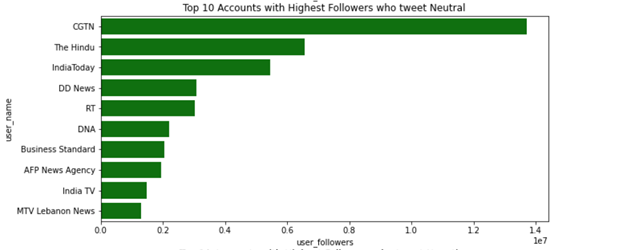 Top 10 Accounts with Highest Followers who tweet Neutral
CGTN
The Hindu
IndiaToday
DD News
RT
DNA
Business Standard
AFP News Agency
India TV
MTV Lebanon News
user_name
0.0 0.2 0.4 0.6 0.8 1.0 1.2 1.4
1e7
user_followers